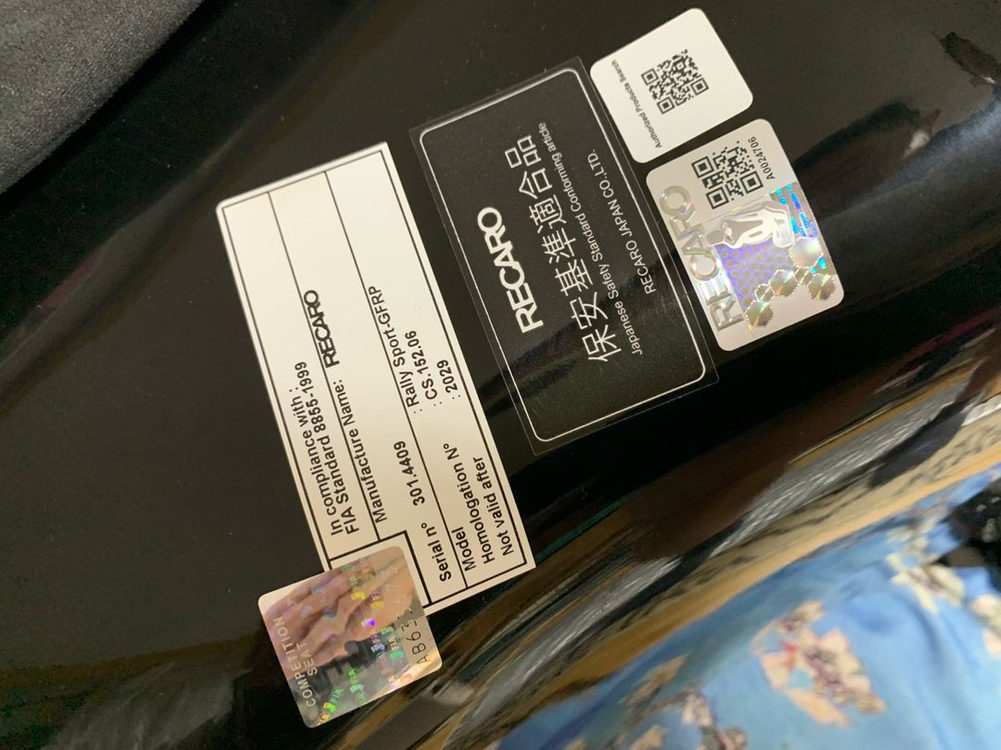 In compliance with :
FIA Standard 8855-1999
Manufacture Name: RECARO
Serial n° 301.4409
Model : Rally Sport-GFRP
Homologation N° : CS.152.06
Not valid after : 2029
COMPETITION
SEAT
RECARO
保安基準適合品
Japanese Safety Standard Conforming article
RECARO JAPAN CO.,LTD.
Authorized Products Search
A0024706
RECARO